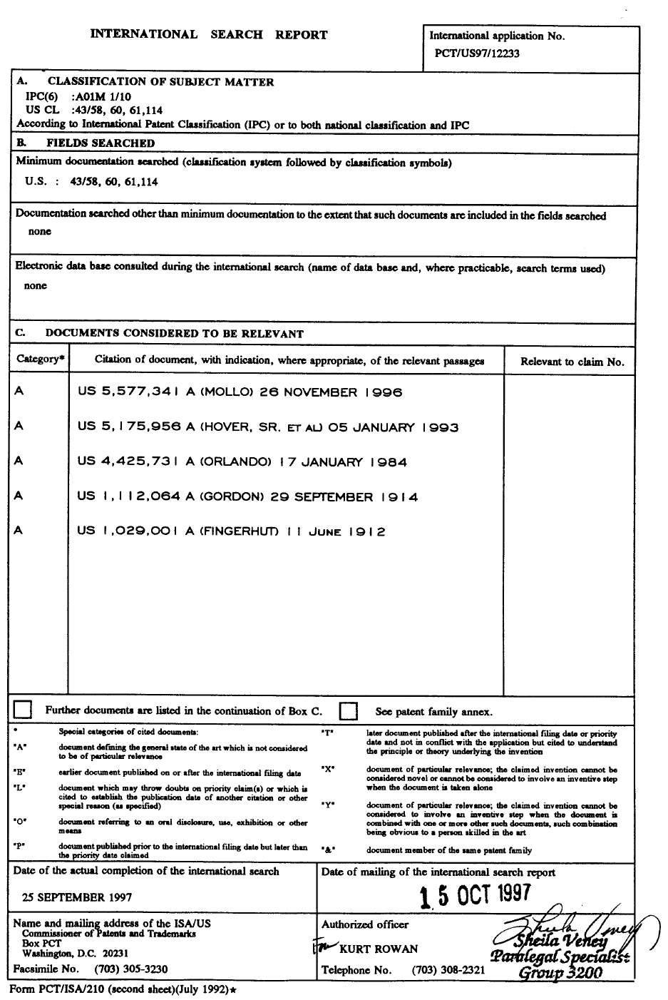 INTERNATIONAL SEARCH REPORT
International application No.
PCT/US97/12233
A. CLASSIFICATION OF SUBJECT MATTER
IPC(6) :A01M 1/10
US CL :43/58, 60, 61,114
According to International Patent Classification (IPC) or to both national classification and IPC
B. FIELDS SEARCHED
Minimum documentation searched (classification system followed by classification symbols)
U.S. : 43/58, 60, 61,114
Documentation searched other than minimum documentation to the extent that such documents are included in the fields searched
none
Electronic data base consulted during the international search (name of data base and, where practicable, search terms used)
none
C. DOCUMENTS CONSIDERED TO BE RELEVANT
Category* Citation of document, with indication, where appropriate, of the relevant passages Relevant to claim No.
A US 5,577,341 A (MOLLO) 26 NOVEMBER 1996
A US 5,175,956 A (HOVER, SR. ET AL) 05 JANUARY 1993
A US 4,425,731 A (ORLANDO) 17 JANUARY 1984
A US 1,112,064 A (GORDON) 29 SEPTEMBER 1914
A US 1,029,001 A (FINGERHUT) 11 JUNE 1912
Further documents are listed in the continuation of Box C. See patent family annex.
* Special categories of cited documents:
"A" document defining the general state of the art which is not considered
to be of particular relevance
"E" earlier document published on or after the international filing date
"L" document which may throw doubts on priority claim(s) or which is
cited to establish the publication date of another citation or other
special reason (as specified)
"O" document referring to an oral disclosure, use, exhibition or other
means
"P" document published prior to the international filing date but later than
the priority date claimed
"T" later document published after the international filing date or priority
date and not in conflict with the application but cited to understand
the principle or theory underlying the invention
"X" document of particular relevance; the claimed invention cannot be
considered novel or cannot be considered to involve an inventive step
when the document is taken alone
"Y" document of particular relevance; the claimed invention cannot be
considered to involve an inventive step when the document is
combined with one or more other such documents, such combination
being obvious to a person skilled in the art
"&" document member of the same patent family
Date of the actual completion of the international search
25 SEPTEMBER 1997
Date of mailing of the international search report
15 OCT 1997
Name and mailing address of the ISA/US
Commissioner of Patents and Trademarks
Box PCT
Washington, D.C. 20231
Facsimile No. (703) 305-3230
Authorized officer
For KURT ROWAN
Telephone No. (703) 308-2321
Sheila Veney
Sheila Veney
Paralegal Specialist
Group 3200
Form PCT/ISA/210 (second sheet)(July 1992)★